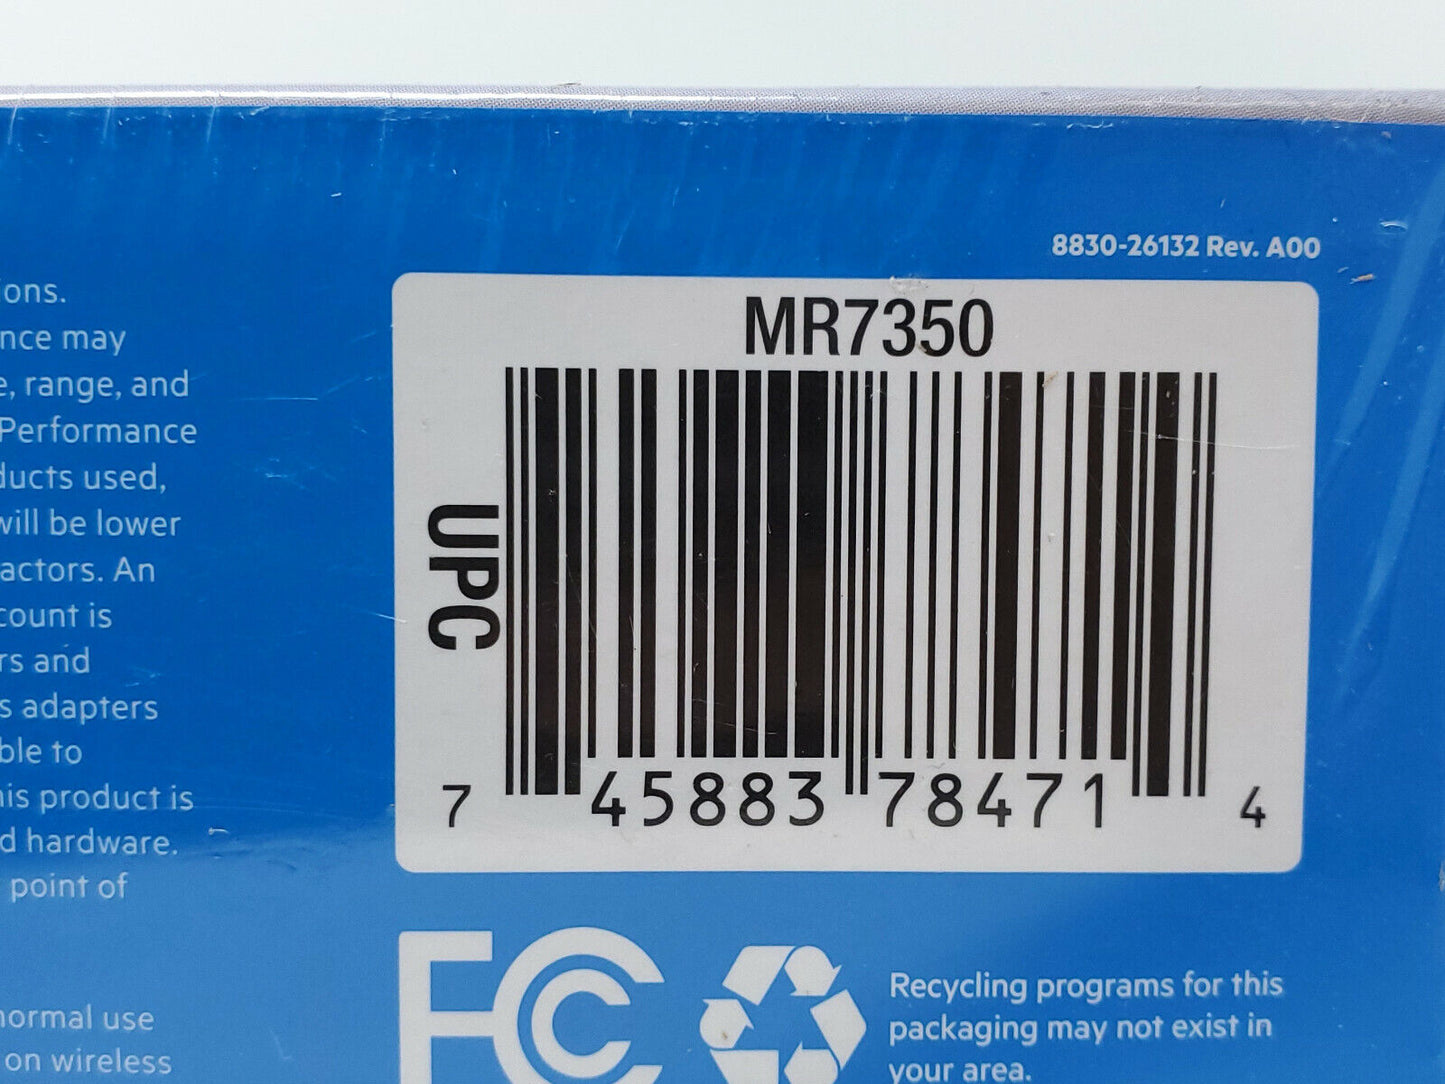 8830-26132 Rev. A00
MR7350
UPC
7 45883 78471 4
ions.
nce may
e, range, and
Performance
ducts used,
will be lower
actors. An
count is
rs and
s adapters
ble to
his product is
d hardware.
point of
normal use
on wireless
FC
Recycling programs for this
packaging may not exist in
your area.